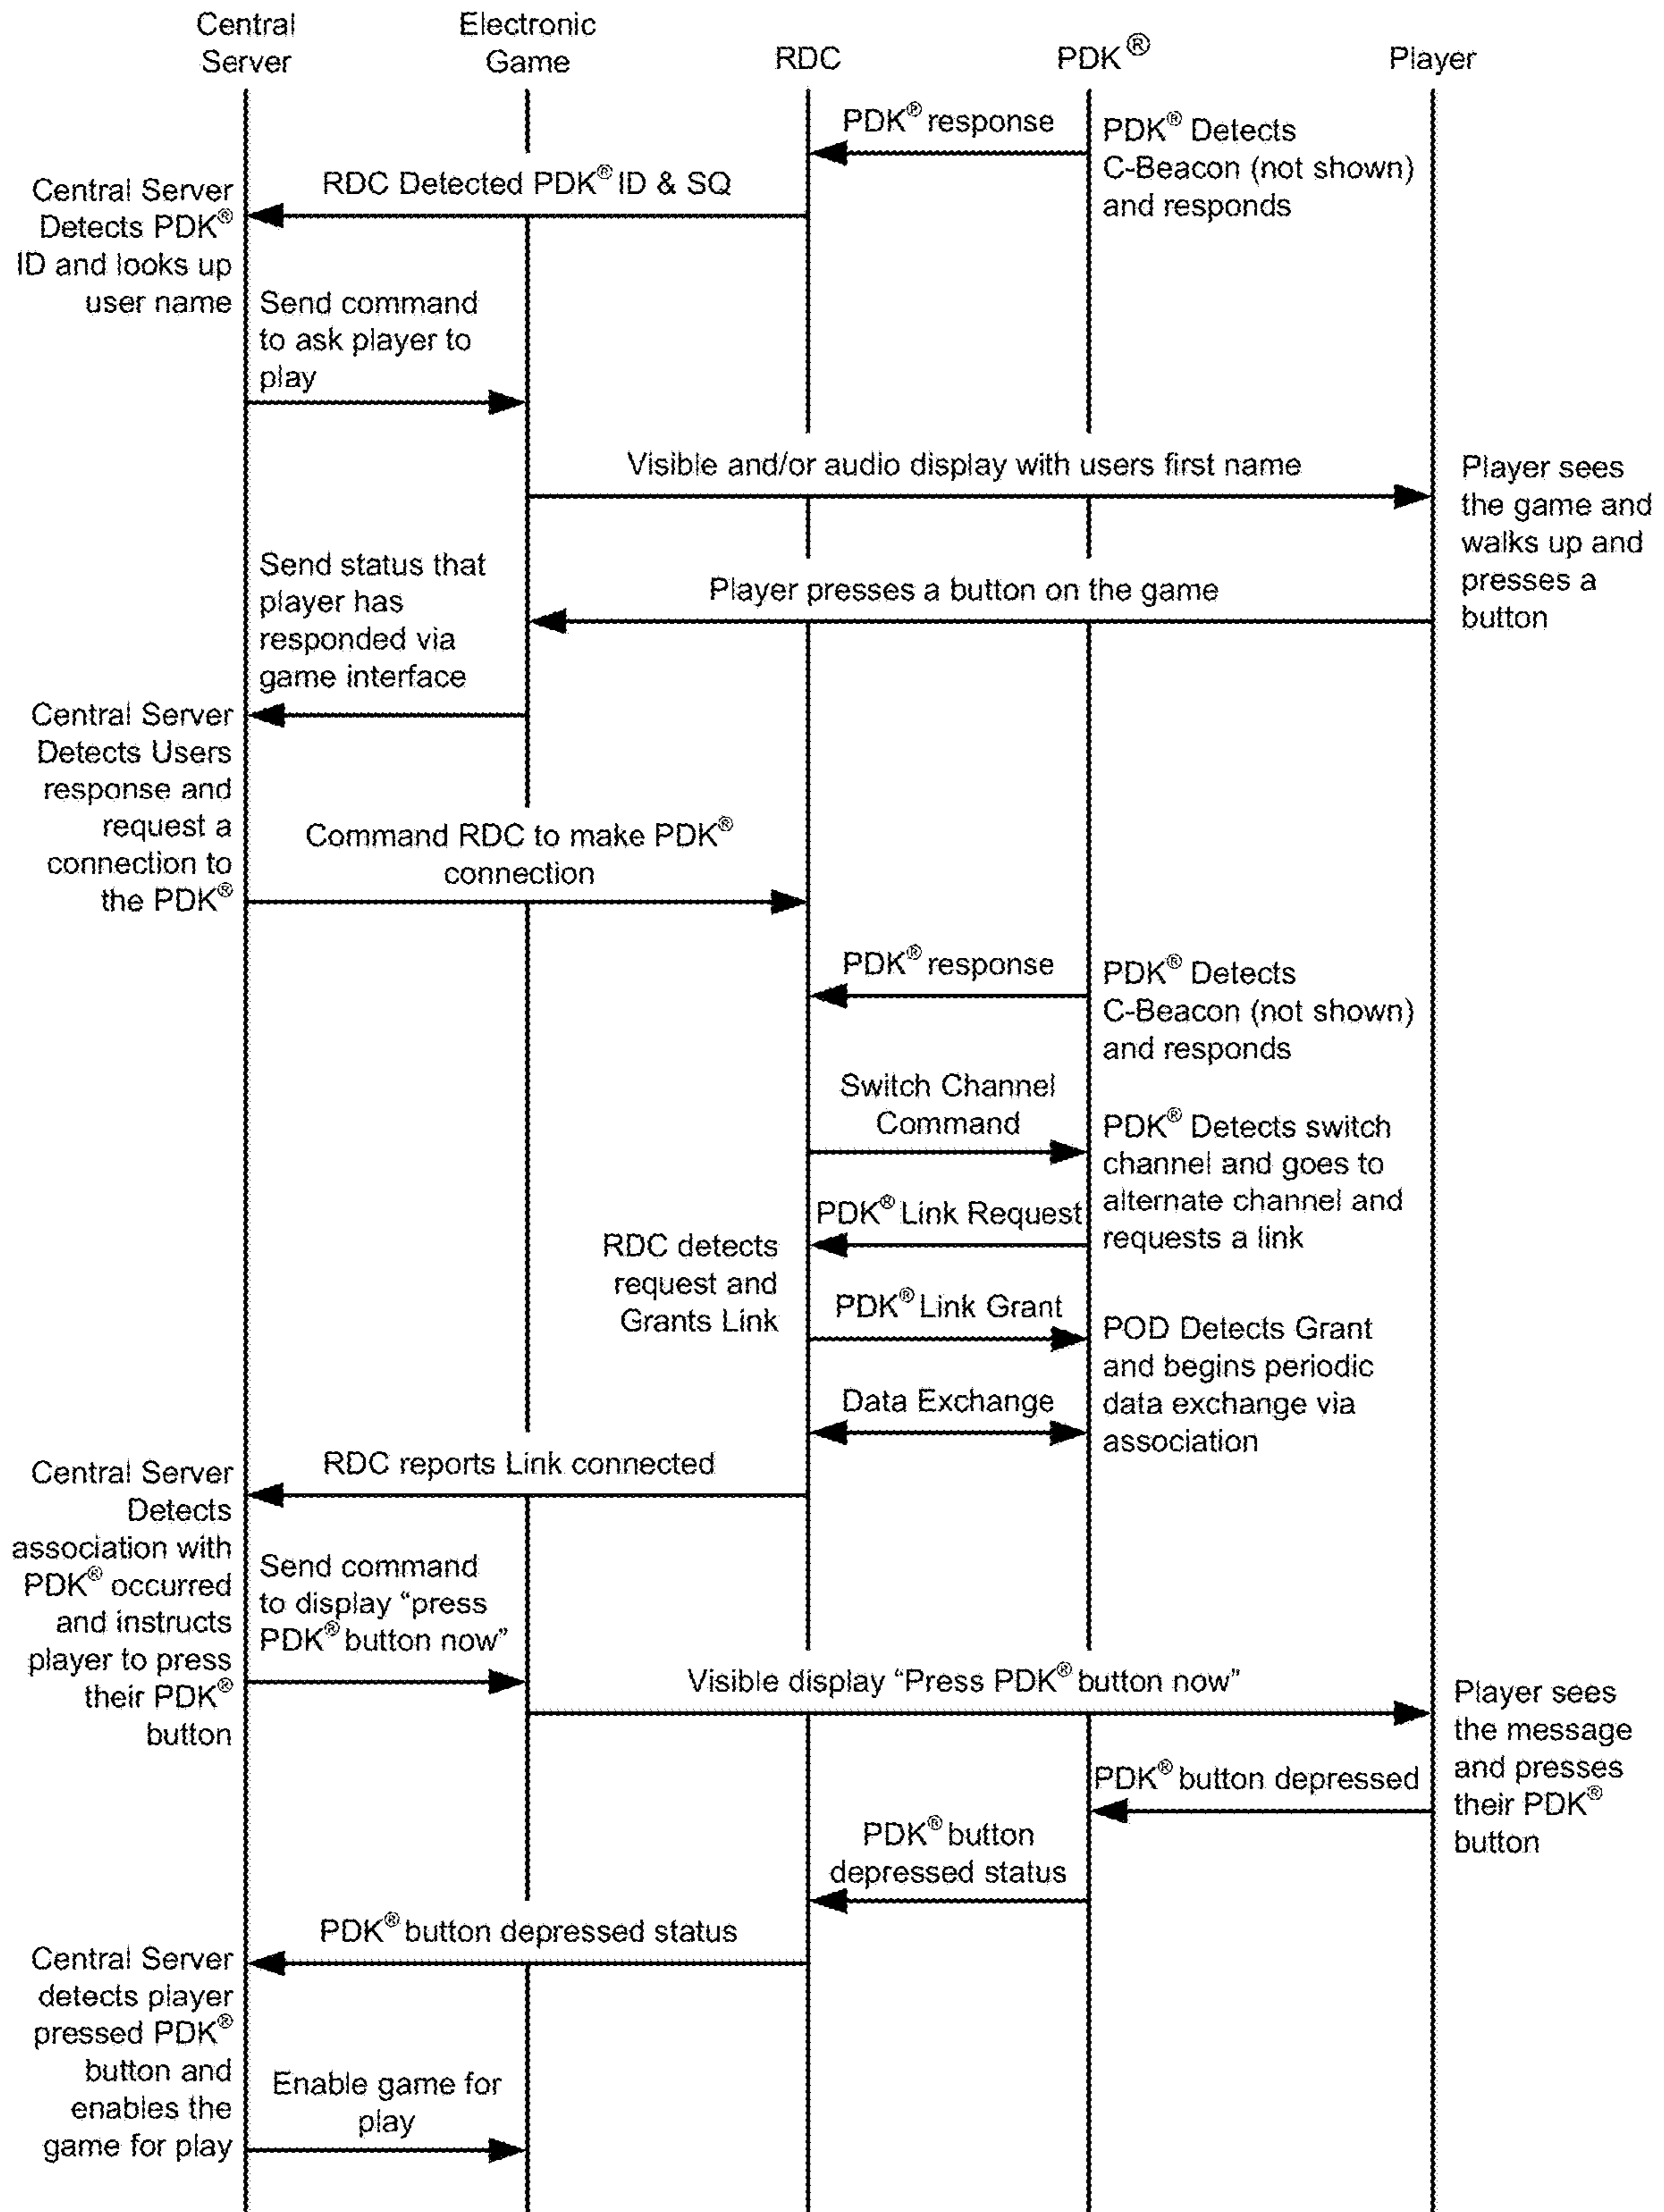 Central
Server
Electronic
Game
RDC
PDK®
Player
PDK® response
PDK® Detects
C-Beacon (not shown)
and responds
RDC Detected PDK® ID & SQ
Central Server
Detects PDK®
ID and looks up
user name
Send command
to ask player to
play
Visible and/or audio display with users first name
Player sees
the game and
walks up and
presses a
button
Send status that
player has
responded via
game interface
Player presses a button on the game
Central Server
Detects Users
response and
request a
connection to
the PDK®
Command RDC to make PDK®
connection
PDK® response
PDK® Detects
C-Beacon (not shown)
and responds
Switch Channel
Command
PDK® Detects switch
channel and goes to
alternate channel and
requests a link
PDK® Link Request
RDC detects
request and
Grants Link
PDK® Link Grant
POD Detects Grant
and begins periodic
data exchange via
association
Data Exchange
RDC reports Link connected
Central Server
Detects
association with
PDK® occurred
and instructs
player to press
their PDK®
button
Send command
to display “press
PDK® button now”
Visible display “Press PDK® button now”
Player sees
the message
and presses
their PDK®
button
PDK® button depressed
PDK® button
depressed status
PDK® button depressed status
Central Server
detects player
pressed PDK®
button and
enables the
game for play
Enable game for
play